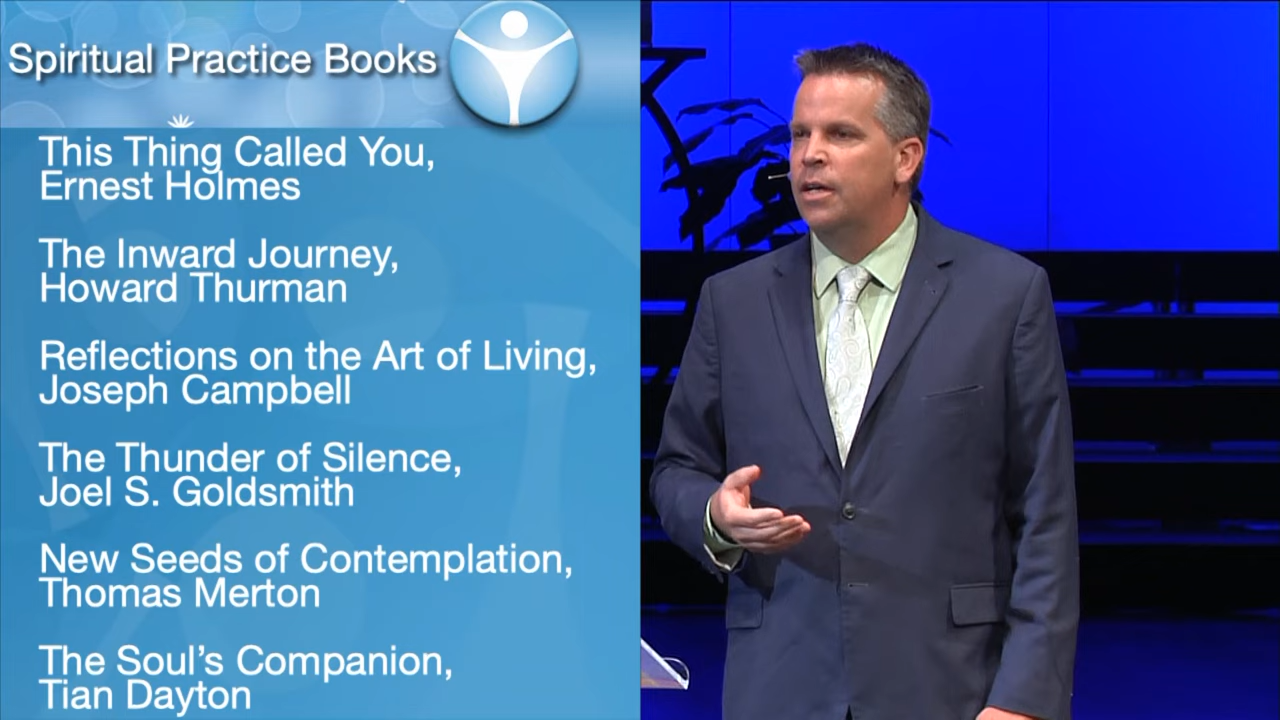 Spiritual Practice Books
This Thing Called You,
Ernest Holmes
The Inward Journey,
Howard Thurman
Reflections on the Art of Living,
Joseph Campbell
The Thunder of Silence,
Joel S. Goldsmith
New Seeds of Contemplation,
Thomas Merton
The Soul's Companion,
Tian Dayton